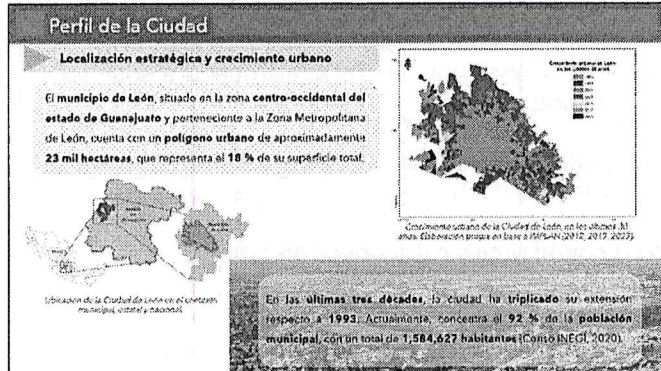 Perfil de la Ciudad
Localización estratégica y crecimiento urbano
El municipio de León, situado en la zona centro-occidental del
estado de Guanajuato y perteneciente a la Zona Metropolitana
de León, cuenta con un polígono urbano de aproximadamente
23 mil hectáreas, que representa el 18 % de su superficie total.
Crecimiento urbano de la Ciudad de León, en los últimos 30
años. Elaboración propia en base a IMPLAN (2012, 2019, 2023).
Ubicación de la Ciudad de León en el contexto
municipal, estatal y nacional.
En las últimas tres décadas, la ciudad ha triplicado su extensión
respecto a 1993. Actualmente, concentra el 92 % de la población
municipal, con un total de 1,584,627 habitantes (Censo INEGI, 2020).